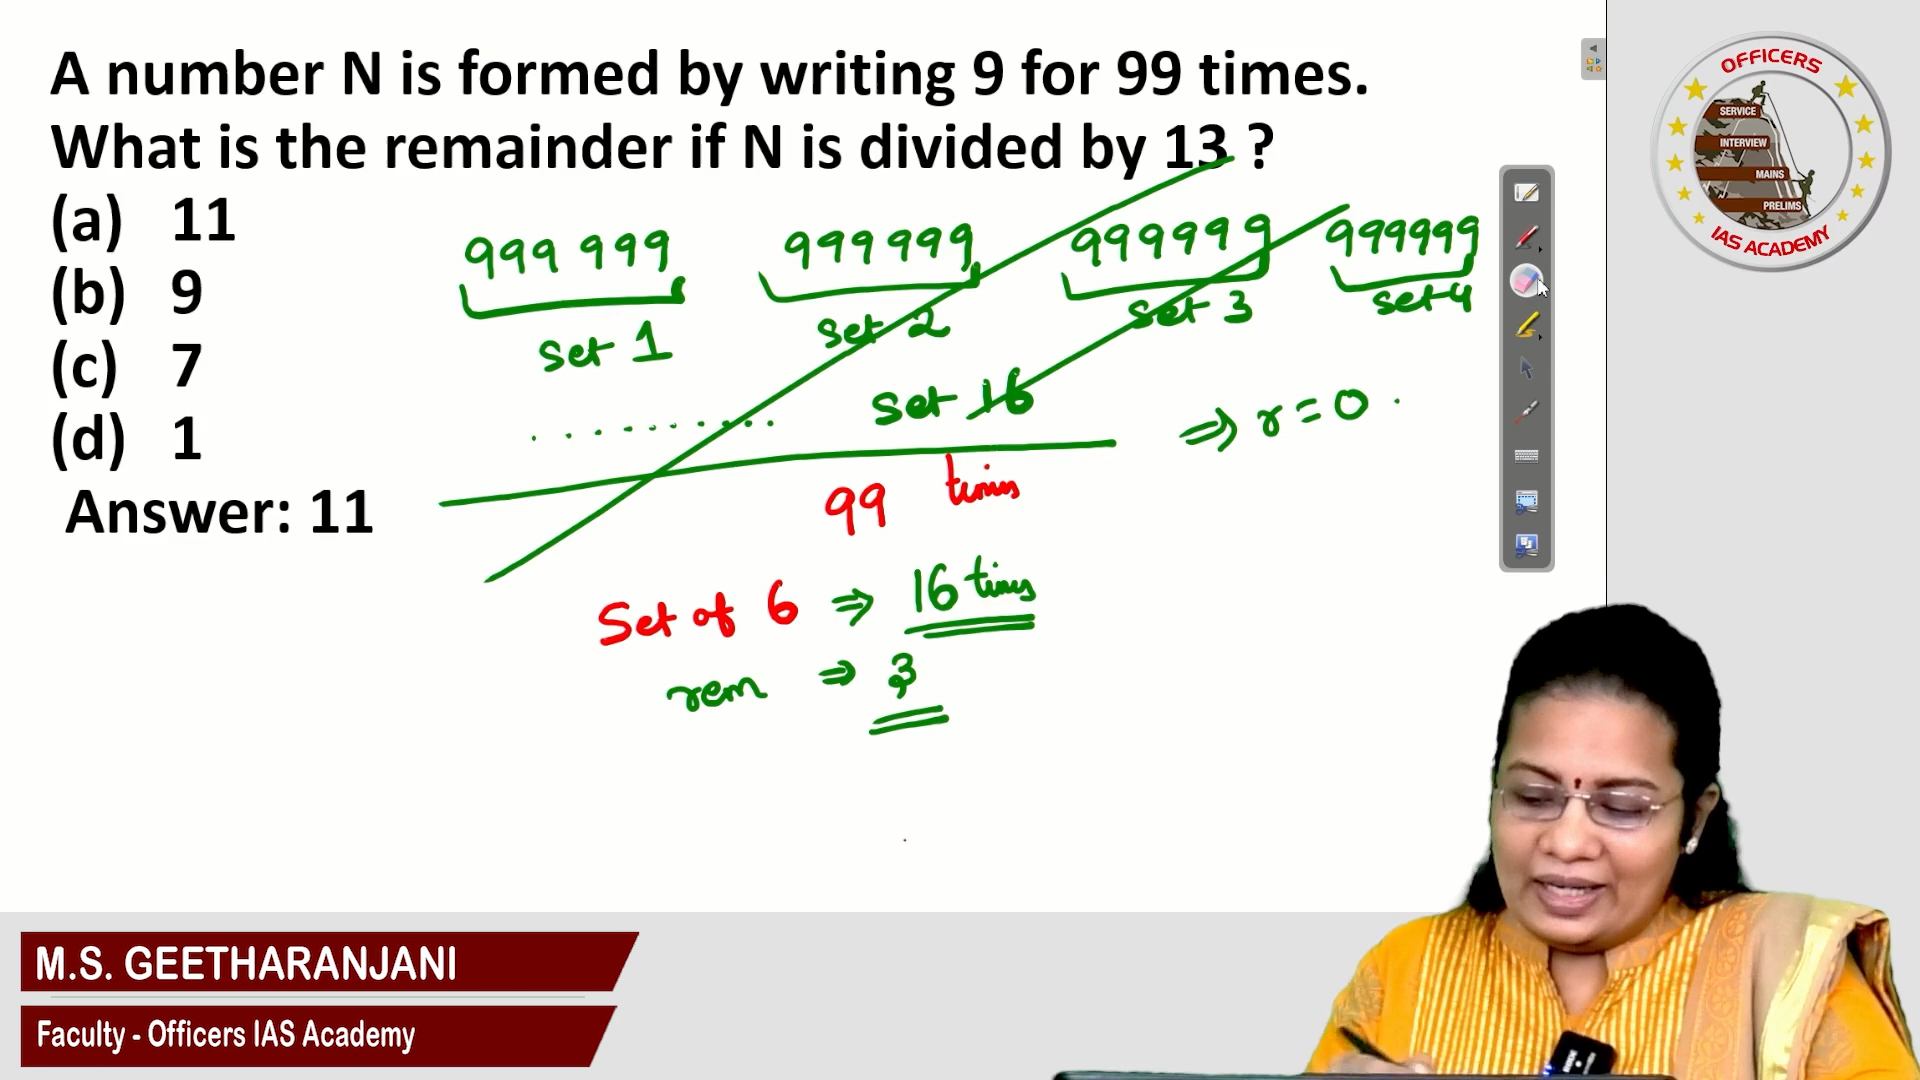 A number N is formed by writing 9 for 99 times.
What is the remainder if N is divided by 13 ?
(a) 11
(b) 9
(c) 7
(d) 1
Answer: 11
999 999 999 999 999999 999999
set 1 set 2 set 3 set 4
.......... set 16 ⇒ r = 0
99 times
Set of 6 ⇒ 16 times
rem ⇒ 3
OFFICERS
SERVICE
INTERVIEW
MAINS
PRELIMS
IAS ACADEMY
M.S. GEETHARANJANI
Faculty - Officers IAS Academy